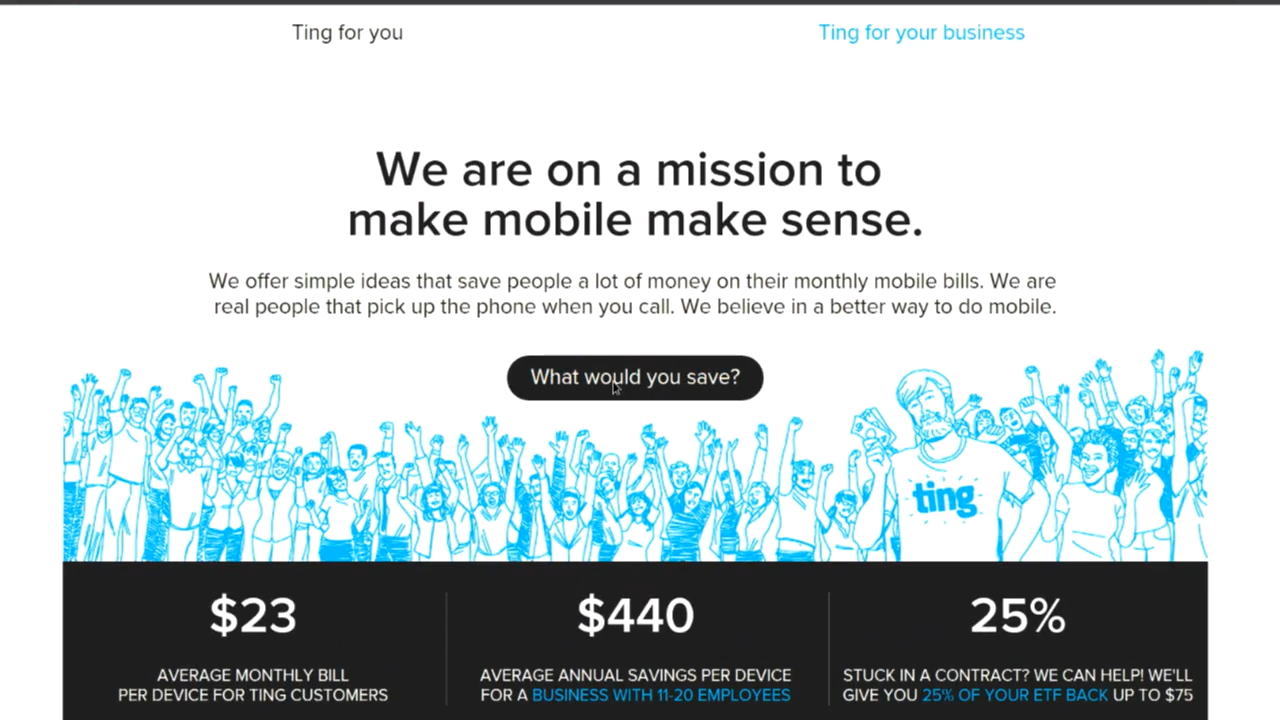 Ting for you
Ting for your business
We are on a mission to
make mobile make sense.
We offer simple ideas that save people a lot of money on their monthly mobile bills. We are
real people that pick up the phone when you call. We believe in a better way to do mobile.
What would you save?
ting
$23
AVERAGE MONTHLY BILL
PER DEVICE FOR TING CUSTOMERS
$440
AVERAGE ANNUAL SAVINGS PER DEVICE
FOR A BUSINESS WITH 11-20 EMPLOYEES
25%
STUCK IN A CONTRACT? WE CAN HELP! WE'LL
GIVE YOU 25% OF YOUR ETF BACK UP TO $75